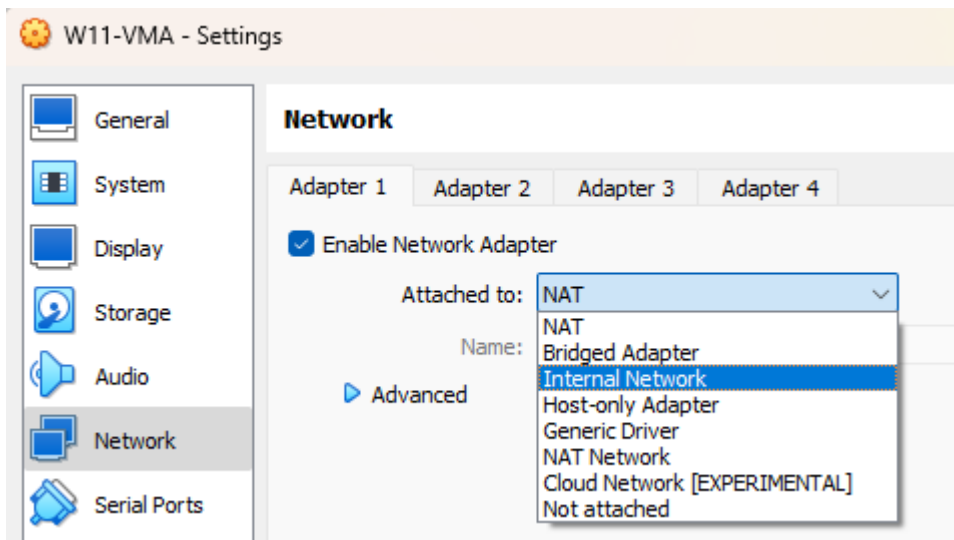 W11-VMA - Settings
General
System
Display
Storage
Audio
Network
Serial Ports
Network
Adapter 1 Adapter 2 Adapter 3 Adapter 4
Enable Network Adapter
Attached to: NAT
Name:
Advanced
NAT
Bridged Adapter
Internal Network
Host-only Adapter
Generic Driver
NAT Network
Cloud Network [EXPERIMENTAL]
Not attached